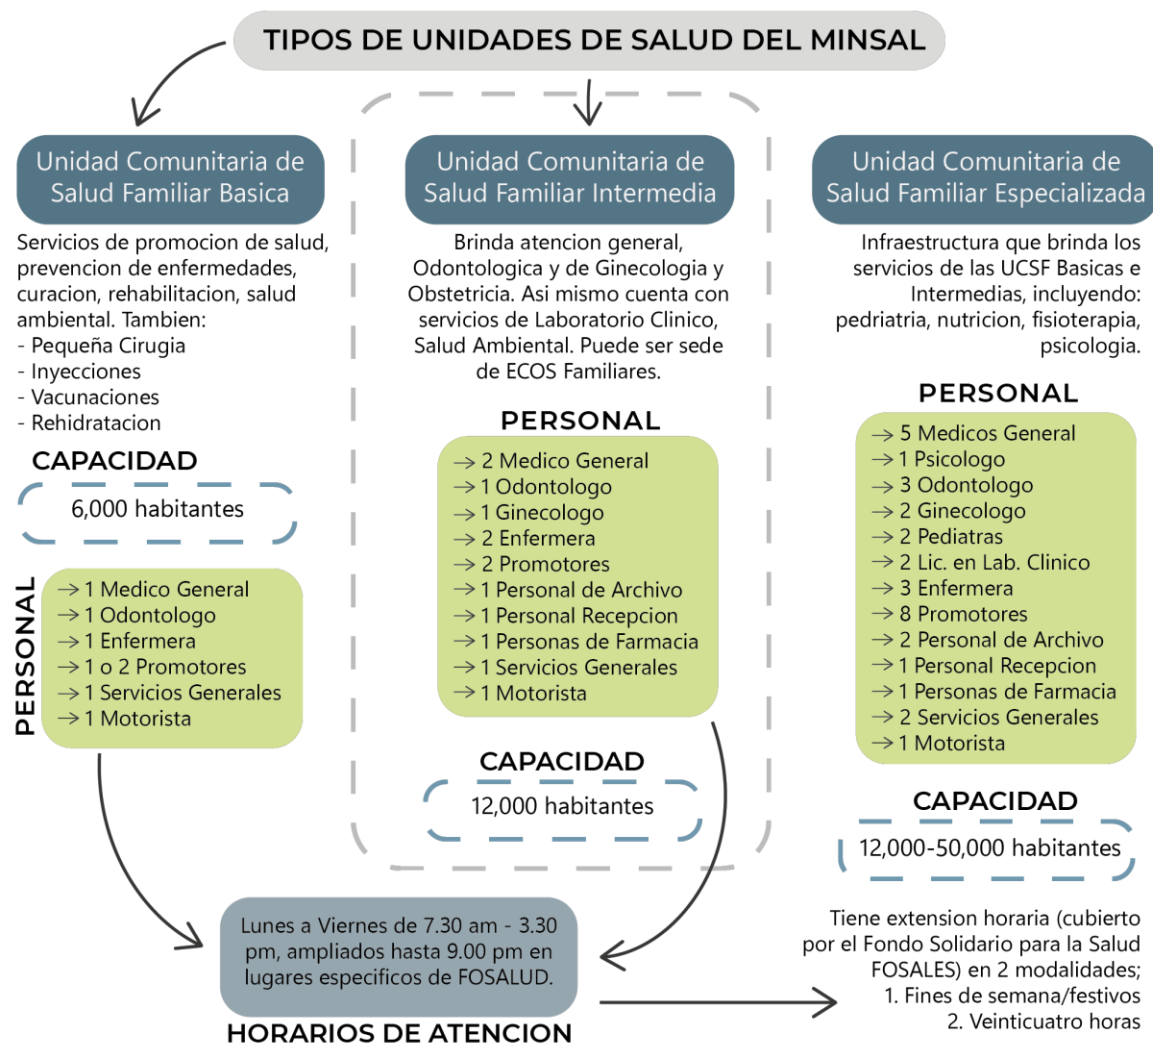 TIPOS DE UNIDADES DE SALUD DEL MINSAL
Unidad Comunitaria de
Salud Familiar Basica
Servicios de promocion de salud,
prevencion de enfermedades,
curacion, rehabilitacion, salud
ambiental. Tambien:
- Pequeña Cirugia
- Inyecciones
- Vacunaciones
- Rehidratacion
CAPACIDAD
6,000 habitantes
PERSONAL
→ 1 Medico General
→ 1 Odontologo
→ 1 Enfermera
→ 1 o 2 Promotores
→ 1 Servicios Generales
→ 1 Motorista
Unidad Comunitaria de
Salud Familiar Intermedia
Brinda atencion general,
Odontologica y de Ginecologia y
Obstetricia. Asi mismo cuenta con
servicios de Laboratorio Clinico,
Salud Ambiental. Puede ser sede
de ECOS Familiares.
PERSONAL
→ 2 Medico General
→ 1 Odontologo
→ 1 Ginecologo
→ 2 Enfermera
→ 2 Promotores
→ 1 Personal de Archivo
→ 1 Personal Recepcion
→ 1 Personas de Farmacia
→ 1 Servicios Generales
→ 1 Motorista
CAPACIDAD
12,000 habitantes
Unidad Comunitaria de
Salud Familiar Especializada
Infraestructura que brinda los
servicios de las UCSF Basicas e
Intermedias, incluyendo:
pedriatria, nutricion, fisioterapia,
psicologia.
PERSONAL
→ 5 Medicos General
→ 1 Psicologo
→ 3 Odontologo
→ 2 Ginecologo
→ 2 Pediatras
→ 2 Lic. en Lab. Clinico
→ 3 Enfermera
→ 8 Promotores
→ 2 Personal de Archivo
→ 1 Personal Recepcion
→ 1 Personas de Farmacia
→ 2 Servicios Generales
→ 1 Motorista
CAPACIDAD
12,000-50,000 habitantes
Lunes a Viernes de 7.30 am - 3.30
pm, ampliados hasta 9.00 pm en
lugares especificos de FOSALUD.
HORARIOS DE ATENCION
Tiene extension horaria (cubierto
por el Fondo Solidario para la Salud
FOSALES) en 2 modalidades;
1. Fines de semana/festivos
2. Veinticuatro horas